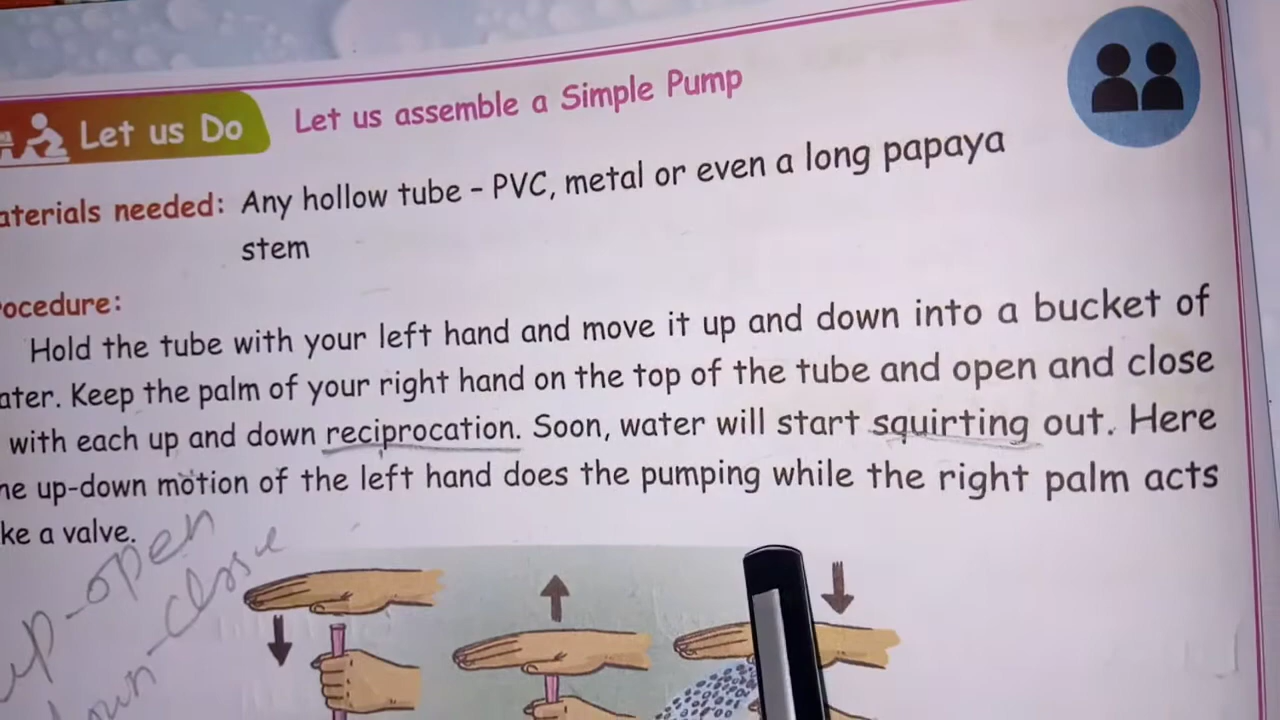 Let us Do
Let us assemble a Simple Pump
aterials needed: Any hollow tube - PVC, metal or even a long papaya
stem
ocedure:
Hold the tube with your left hand and move it up and down into a bucket of
ater. Keep the palm of your right hand on the top of the tube and open and close
with each up and down reciprocation. Soon, water will start squirting out. Here
he up-down motion of the left hand does the pumping while the right palm acts
ke a valve.
up-open
down-close